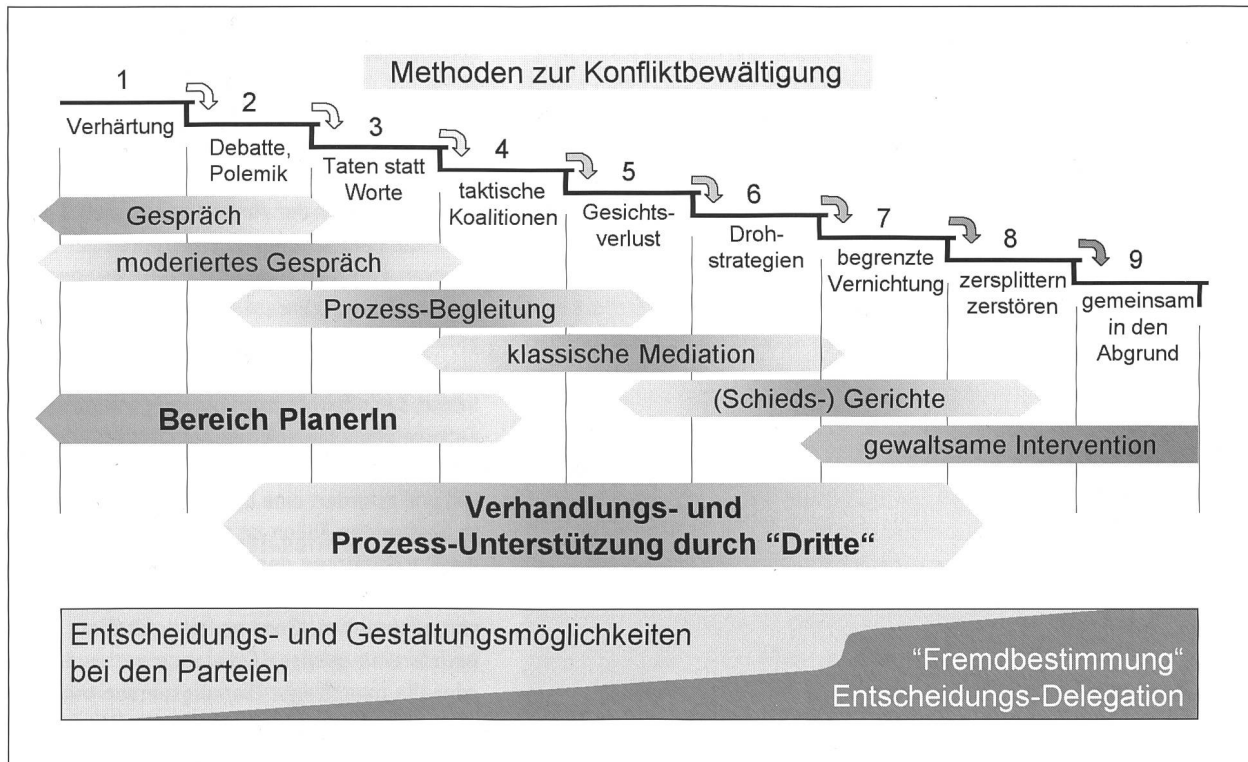 Methoden zur Konfliktbewältigung
1
Verhärtung
2
Debatte,
Polemik
3
Taten statt
Worte
4
taktische
Koalitionen
5
Gesichts-
verlust
6
Droh-
strategien
7
begrenzte
Vernichtung
8
zersplittern
zerstören
9
gemeinsam
in den
Abgrund
Gespräch
moderiertes Gespräch
Prozess-Begleitung
klassische Mediation
(Schieds-) Gerichte
Bereich PlanerIn
gewaltsame Intervention
Verhandlungs- und
Prozess-Unterstützung durch “Dritte“
Entscheidungs- und Gestaltungsmöglichkeiten
bei den Parteien
“Fremdbestimmung“
Entscheidungs-Delegation